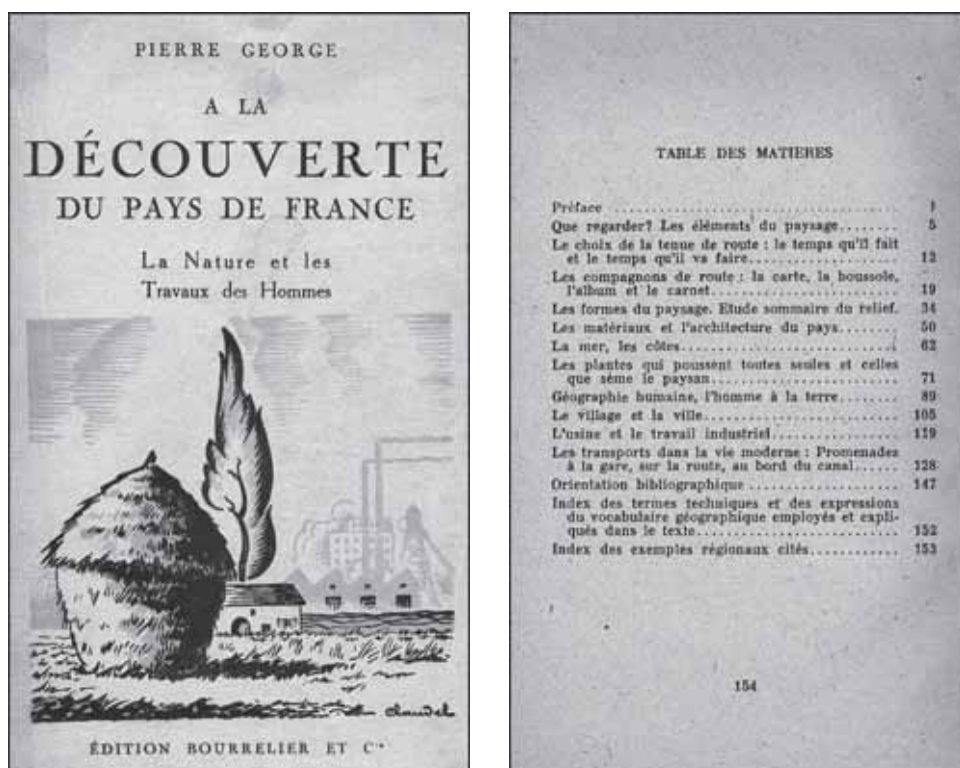 PIERRE GEORGE
A LA
DÉCOUVERTE
DU PAYS DE FRANCE
La Nature et les
Travaux des Hommes
claudel
ÉDITION BOURRELIER ET Cie
TABLE DES MATIERES
Préface ........................................ 1
Que regarder? Les éléments du paysage........ 5
Le choix de la tenue de route : le temps qu'il fait
et le temps qu'il va faire.................... 12
Les compagnons de route : la carte, la boussole,
l'album et le carnet.......................... 19
Les formes du paysage. Etude sommaire du relief. 34
Les matériaux et l'architecture du pays........ 50
La mer, les côtes.............................. 62
Les plantes qui poussent toutes seules et celles
que sème le paysan.......................... 71
Géographie humaine, l'homme à la terre........ 89
Le village et la ville.......................... 105
L'usine et le travail industriel................ 119
Les transports dans la vie moderne : Promenades
à la gare, sur la route, au bord du canal...... 128
Orientation bibliographique .................... 147
Index des termes techniques et des expressions
du vocabulaire géographique employés et expli-
qués dans le texte............................ 152
Index des exemples régionaux cités............ 153
154